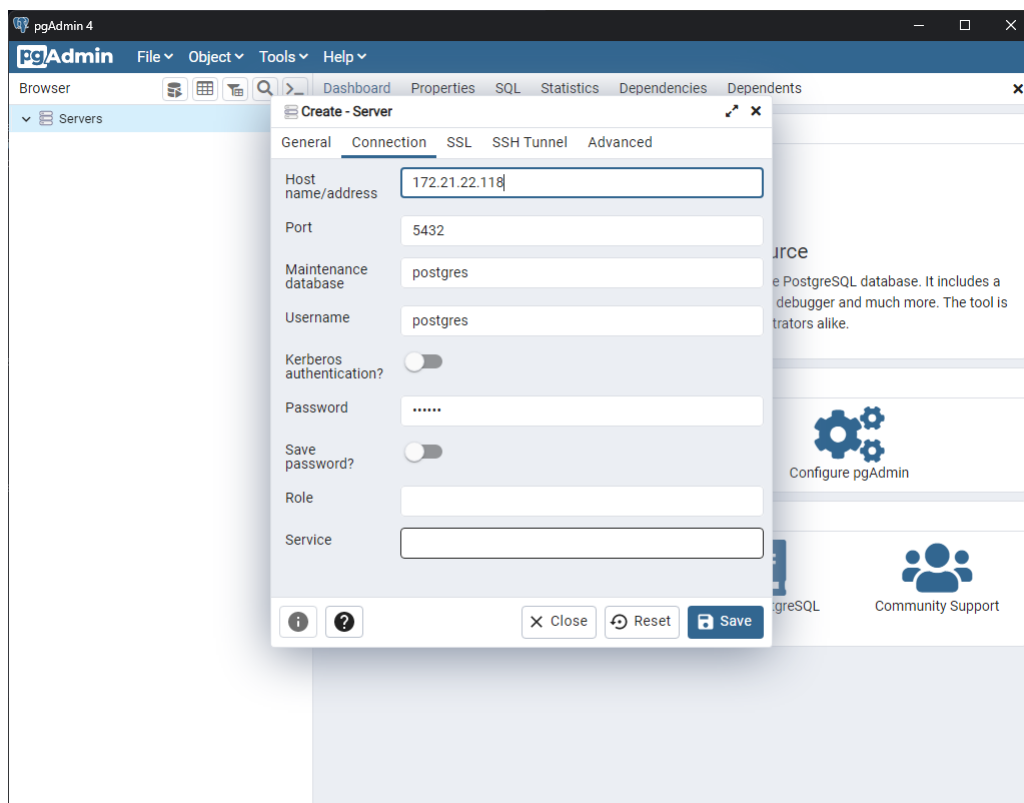 pgAdmin 4
pgAdmin File Object Tools Help
Browser Dashboard Properties SQL Statistics Dependencies Dependents
Servers
Create - Server
General Connection SSL SSH Tunnel Advanced
Host
name/address
172.21.22.118
Port
5432
Maintenance
database
postgres
Username
postgres
Kerberos
authentication?
Password
••••••
Save
password?
Role
Service
i ? Close Reset Save
urce
e PostgreSQL database. It includes a
debugger and much more. The tool is
trators alike.
Configure pgAdmin
tgreSQL
Community Support